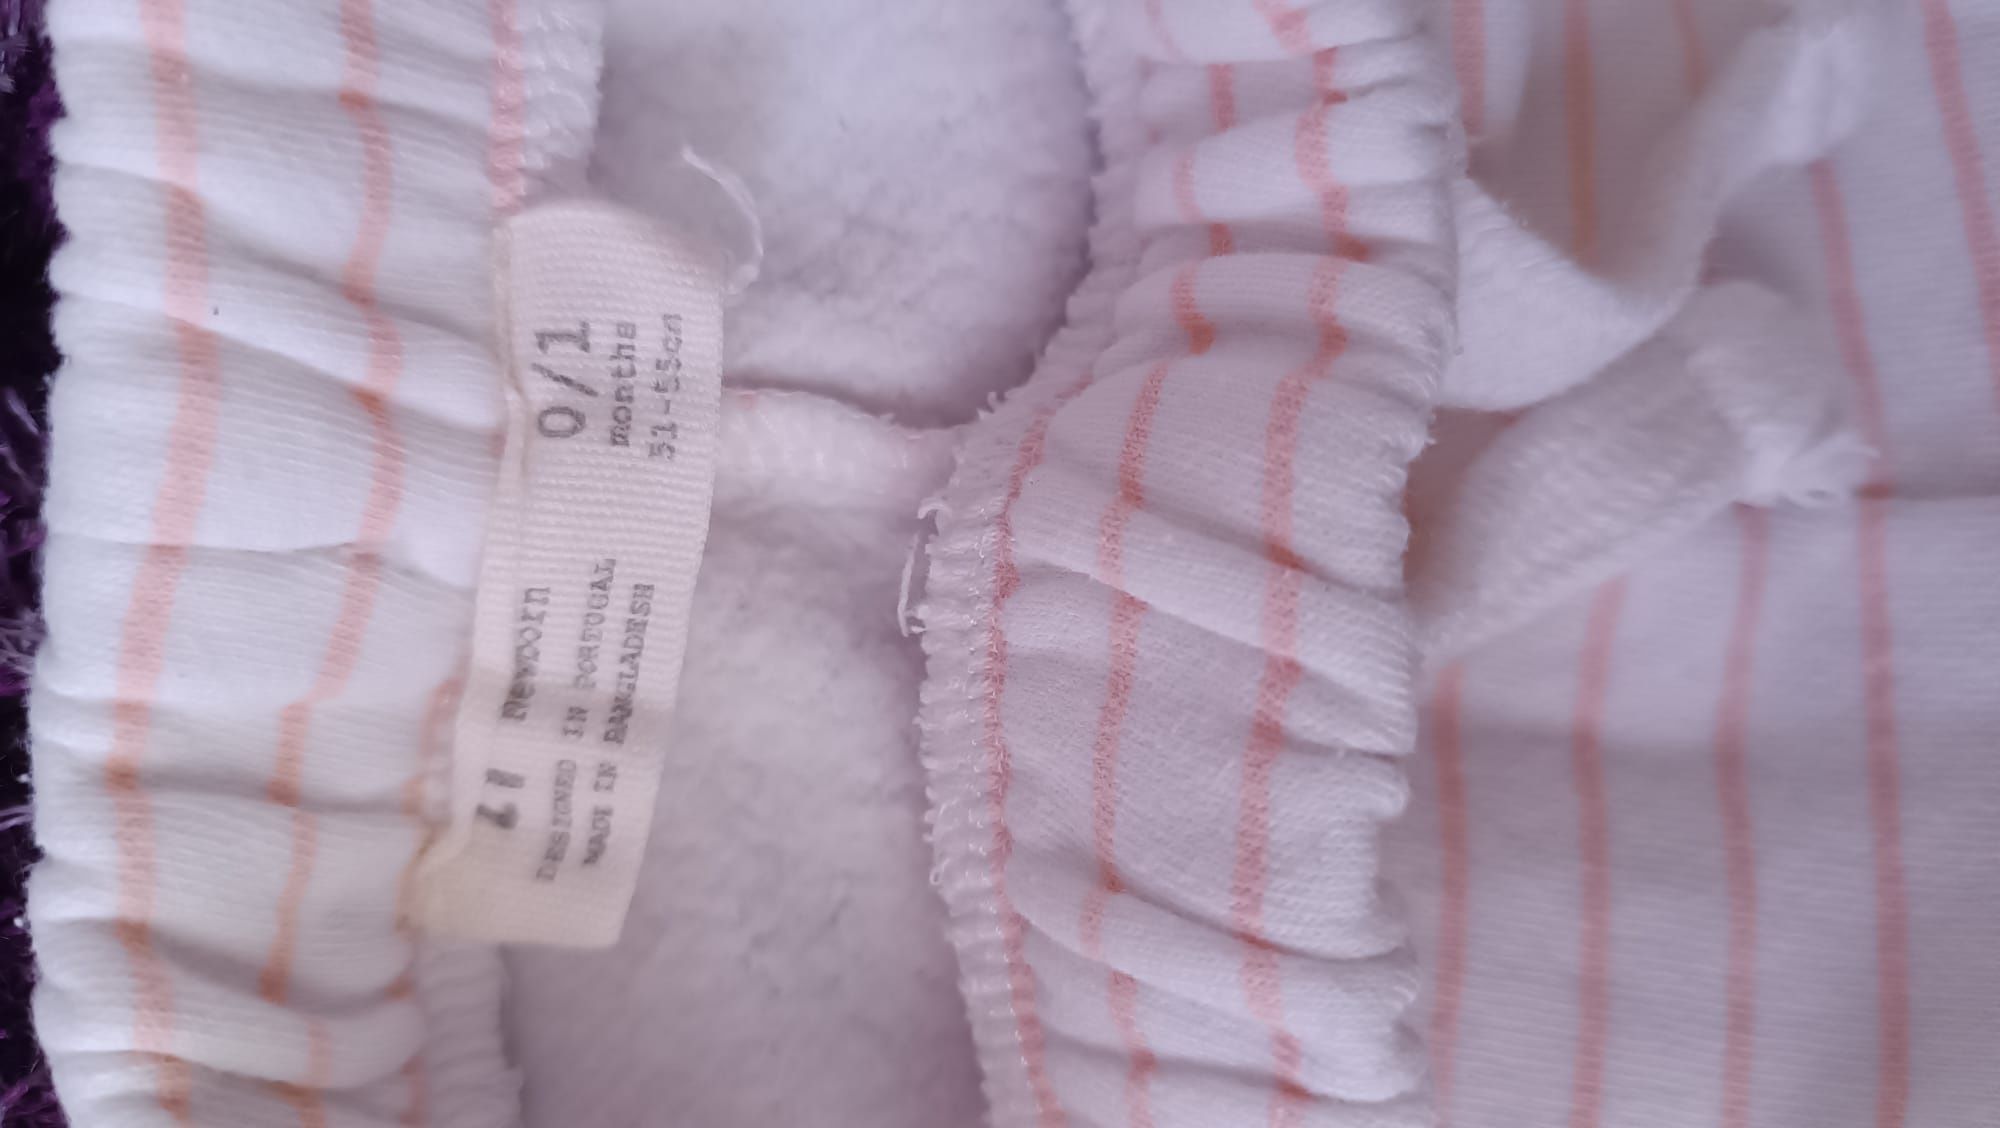 0/1
months
51-55cm
Newborn
17
DESIGNED IN PORTUGAL
MADE IN BANGLADESH